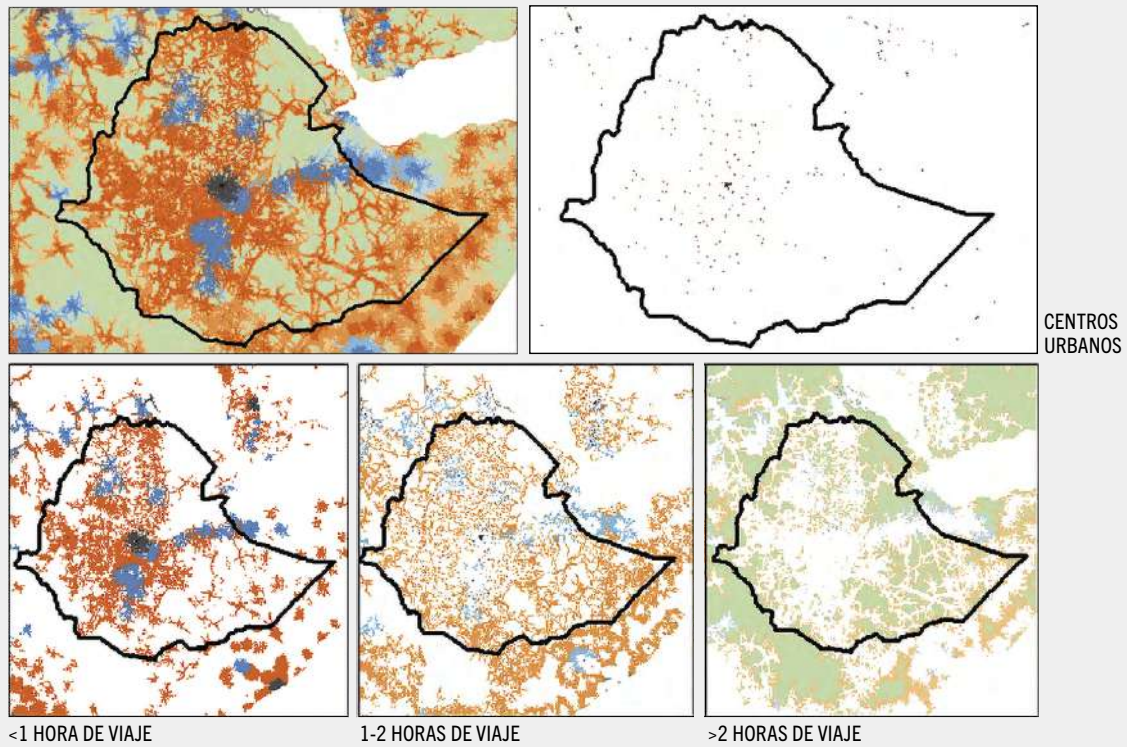 CENTROS
URBANOS
<1 HORA DE VIAJE
1-2 HORAS DE VIAJE
>2 HORAS DE VIAJE